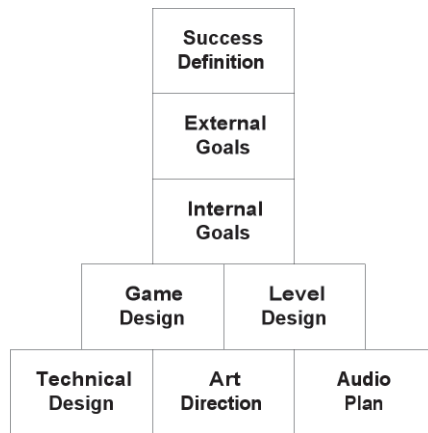 Success
Definition
External
Goals
Internal
Goals
Game
Design
Level
Design
Technical
Design
Art
Direction
Audio
Plan